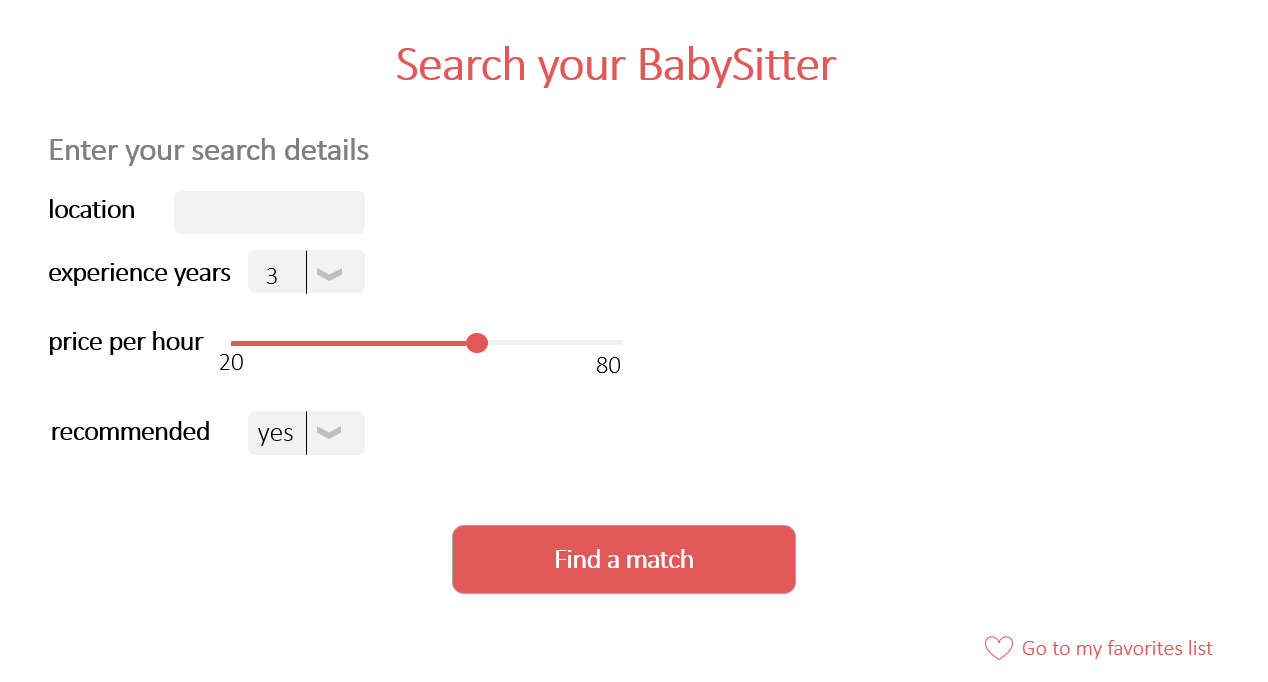 Search your BabySitter
Enter your search details
location
experience years 3
price per hour
20 80
recommended yes
Find a match
Go to my favorites list